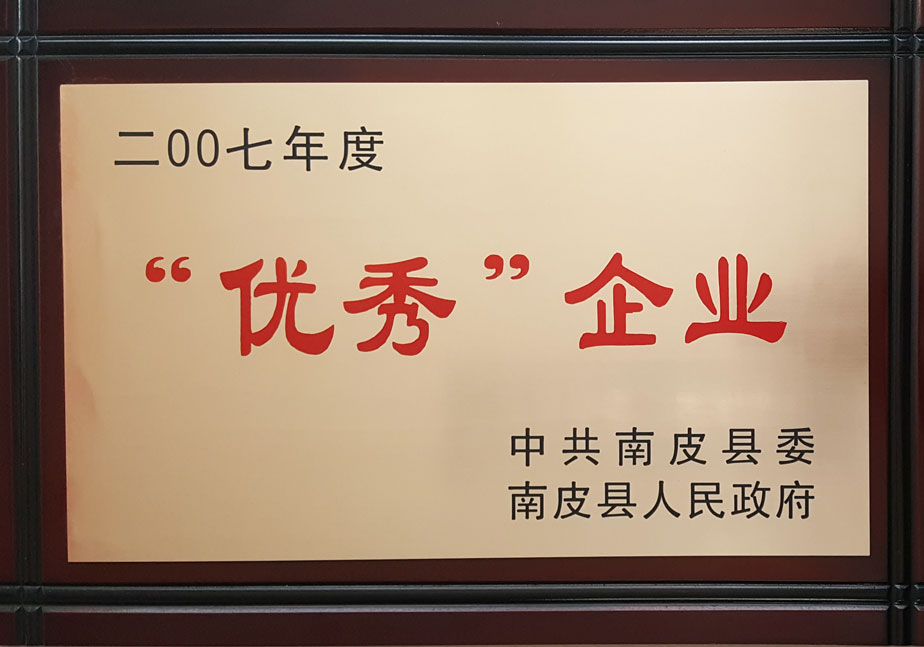 二00七年度
“优秀”企业
中共南皮县委
南皮县人民政府